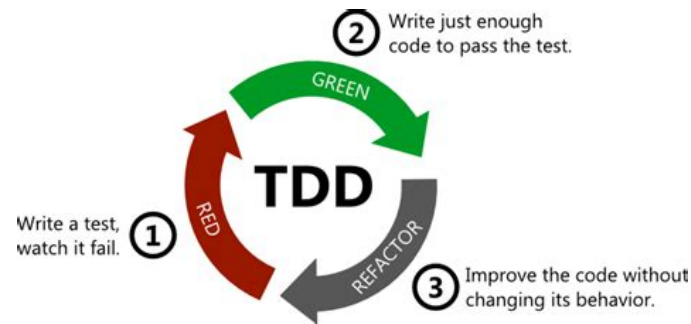 2
Write just enough
code to pass the test.
GREEN
TDD
RED
Write a test,
watch it fail.
1
REFACTOR
3
Improve the code without
changing its behavior.